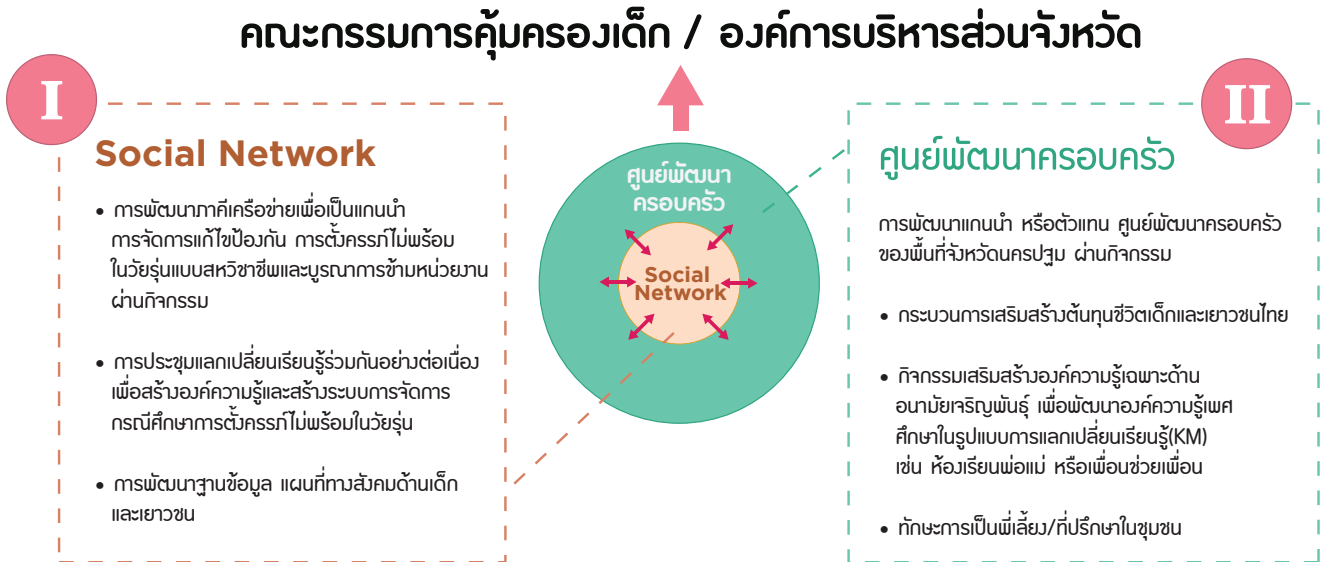 คณะกรรมการคุ้มครองเด็ก / องค์การบริหารส่วนจังหวัด
I
Social Network
• การพัฒนาภาคีเครือข่ายเพื่อเป็นแกนนำ
การจัดการแก้ไขป้องกัน การตั้งครรภ์ไม่พร้อม
ในวัยรุ่นแบบสหวิชาชีพและบูรณาการข้ามหน่วยงาน
ผ่านกิจกรรม
• การประชุมแลกเปลี่ยนเรียนรู้ร่วมกันอย่างต่อเนื่อง
เพื่อสร้างองค์ความรู้และสร้างระบบการจัดการ
กรณีศึกษาการตั้งครรภ์ไม่พร้อมในวัยรุ่น
• การพัฒนาฐานข้อมูล แผนที่ทางสังคมด้านเด็ก
และเยาวชน
ศูนย์พัฒนา
ครอบครัว
Social
Network
II
ศูนย์พัฒนาครอบครัว
การพัฒนาแกนนำ หรือตัวแทน ศูนย์พัฒนาครอบครัว
ของพื้นที่จังหวัดนครปฐม ผ่านกิจกรรม
• กระบวนการเสริมสร้างต้นทุนชีวิตเด็กและเยาวชนไทย
• กิจกรรมเสริมสร้างองค์ความรู้เฉพาะด้าน
อนามัยเจริญพันธุ์ เพื่อพัฒนาองค์ความรู้เพศ
ศึกษาในรูปแบบการแลกเปลี่ยนเรียนรู้(KM)
เช่น ห้องเรียนพ่อแม่ หรือเพื่อนช่วยเพื่อน
• ทักษะการเป็นพี่เลี้ยง/ที่ปรึกษาในชุมชน